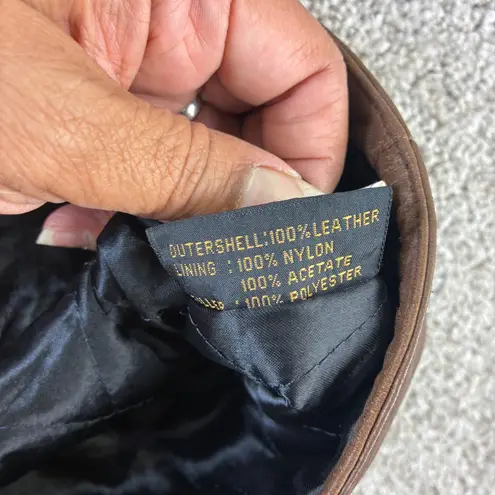 OUTERSHELL:100% LEATHER
LINING : 100% NYLON
100% ACETATE
: 100% POLYESTER